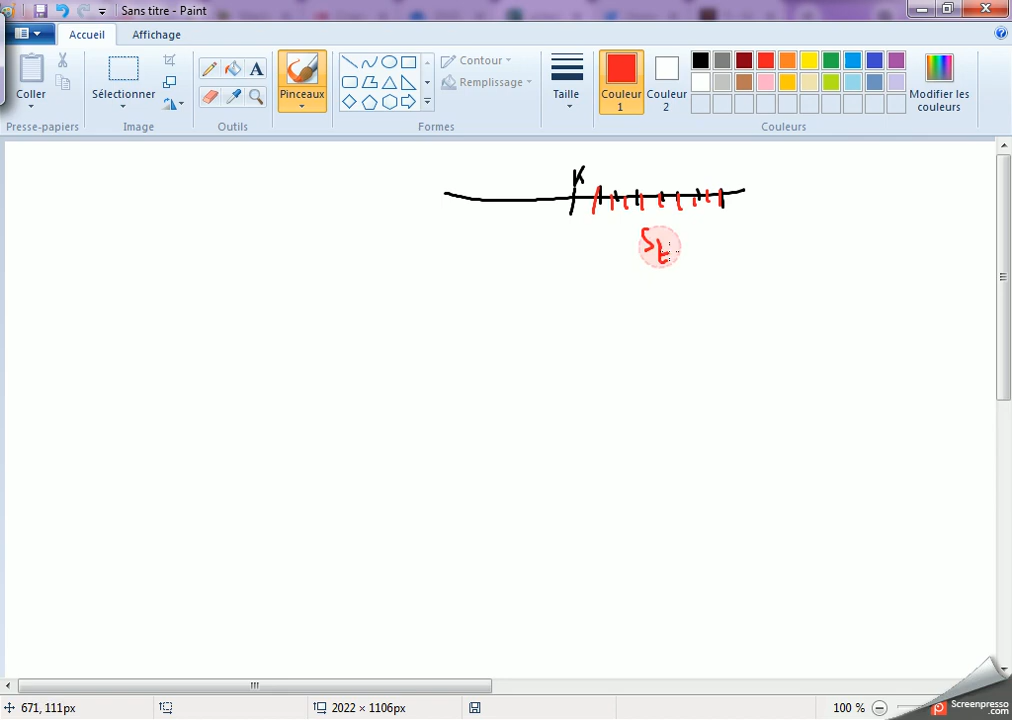 Sans titre - Paint
Accueil
Affichage
Coller
Sélectionner
Pinceaux
Contour
Remplissage
Taille
Couleur
1
Couleur
2
Modifier les
couleurs
Presse-papiers
Image
Outils
Formes
Couleurs
A
K
St
671, 111px
2022 × 1106px
100 %
Screenpresso
.com